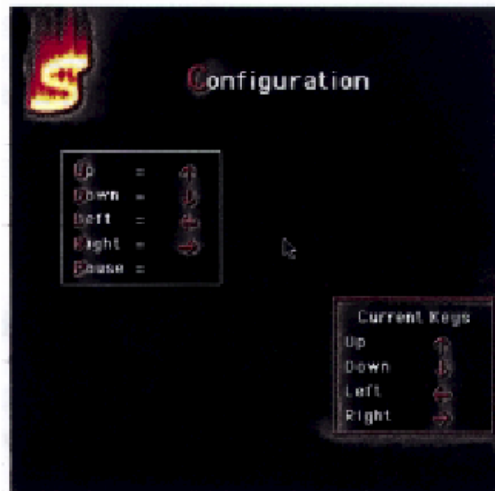 S
Configuration
Up = ↑
Down = ↓
Left = ←
Right = →
Pause =
Current Keys
Up ↑
Down ↓
Left ←
Right →